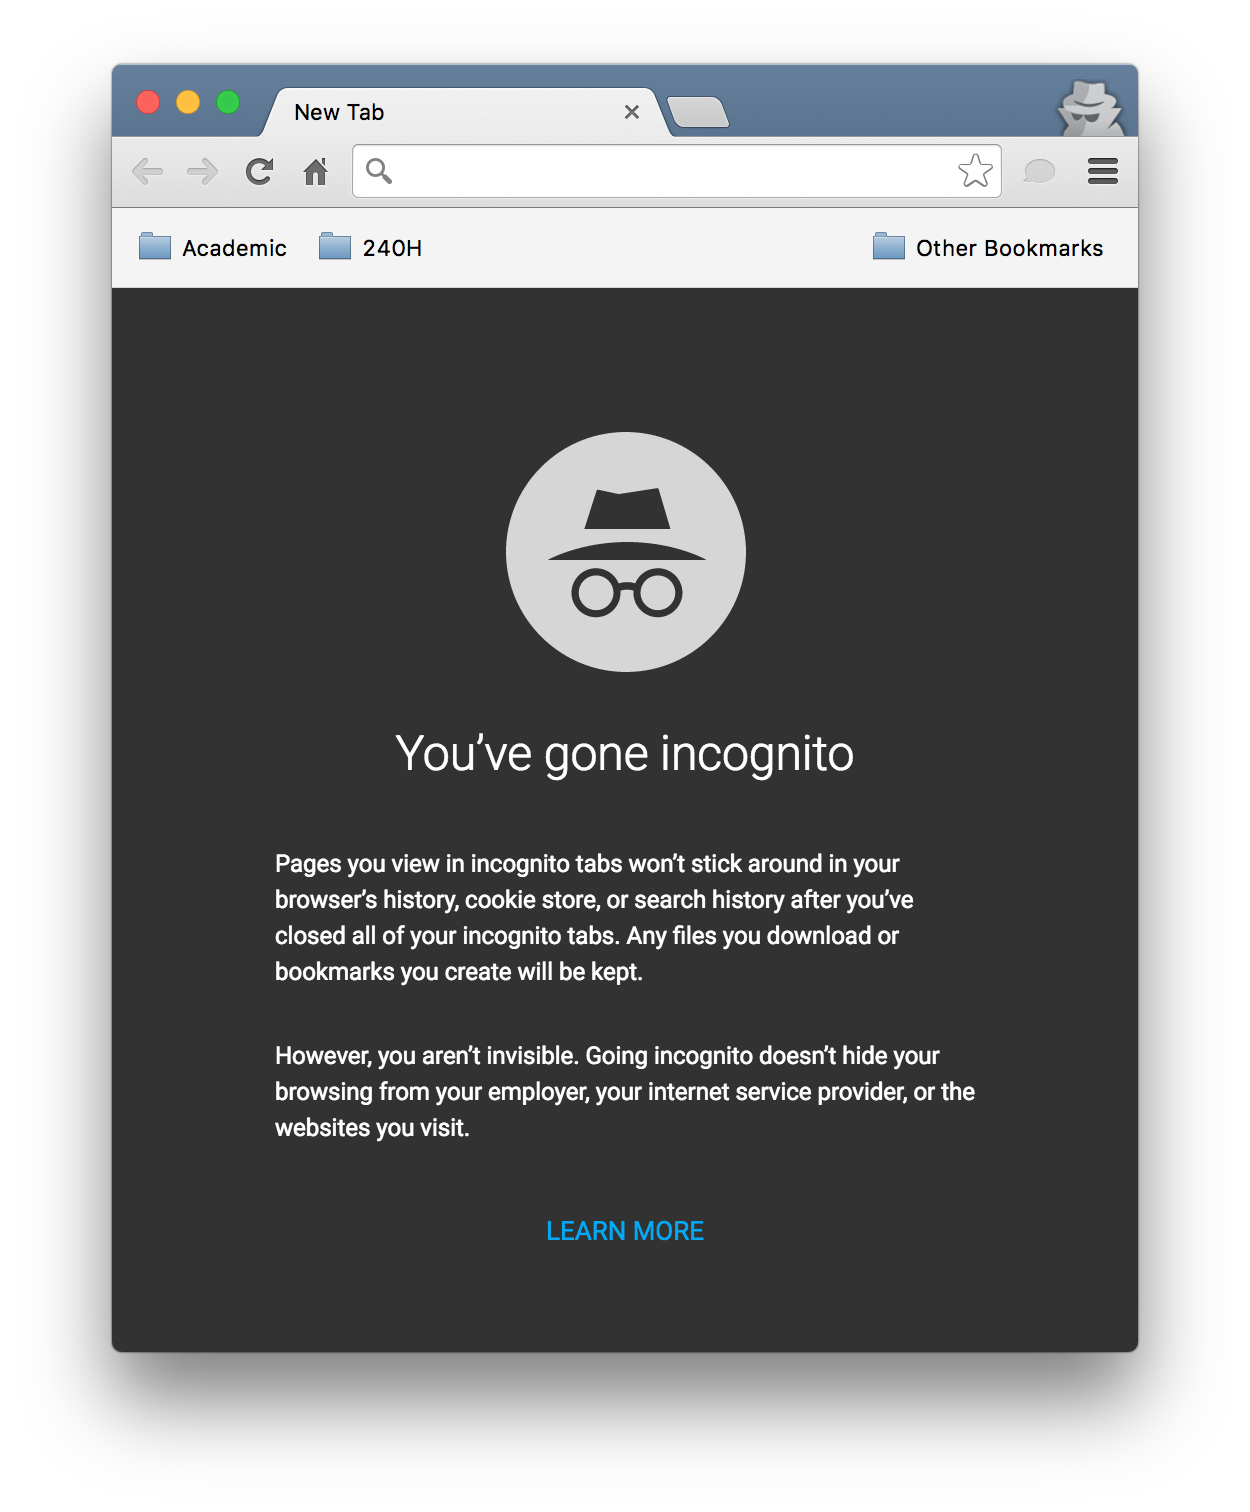 New Tab
Academic
240H
Other Bookmarks
You’ve gone incognito
Pages you view in incognito tabs won’t stick around in your
browser’s history, cookie store, or search history after you’ve
closed all of your incognito tabs. Any files you download or
bookmarks you create will be kept.
However, you aren’t invisible. Going incognito doesn’t hide your
browsing from your employer, your internet service provider, or the
websites you visit.
LEARN MORE